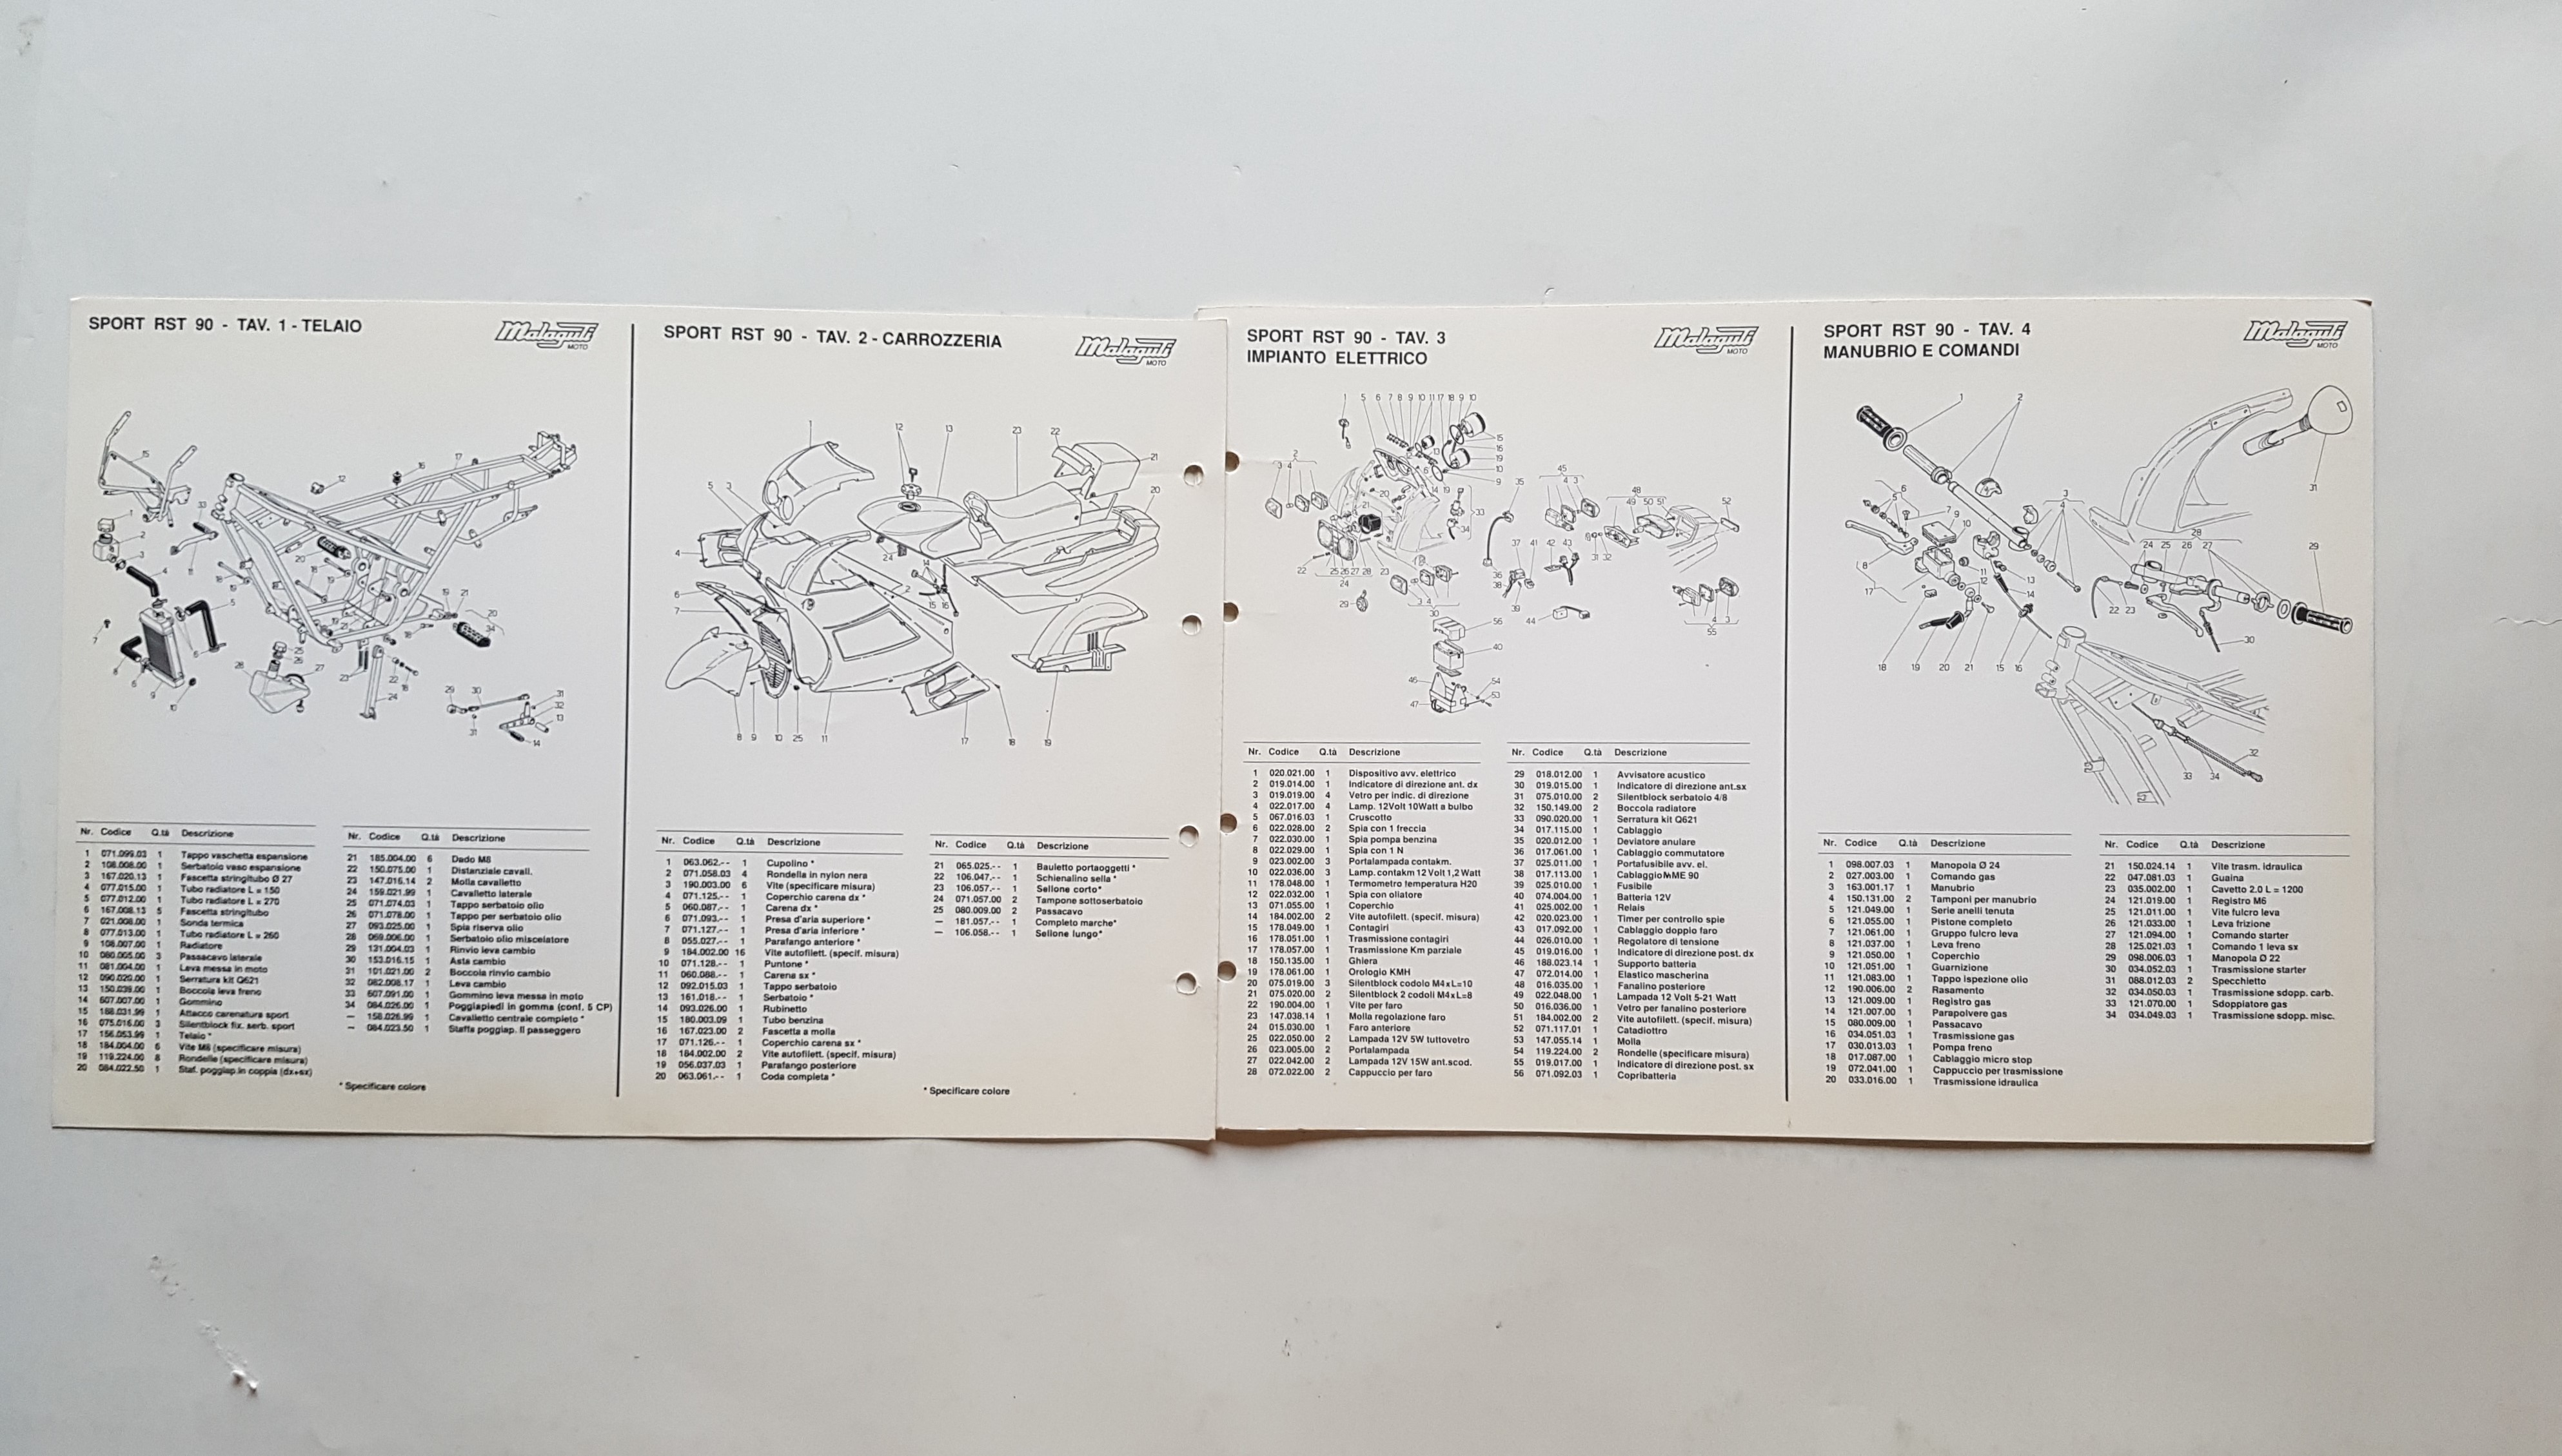 SPORT RST 90 - TAV. 1 - TELAIO
Malaguti
MOTO
Nr. Codice Q.tà Descrizione
1 071.099.03 1 Tappo vaschetta espansione
2 108.008.00 1 Serbatoio vaso espansione
3 167.020.13 1 Fascetta stringitubo Ø 27
4 077.015.00 1 Tubo radiatore L = 150
5 077.012.00 1 Tubo radiatore L = 270
6 167.008.13 5 Fascetta stringitubo
7 021.008.00 1 Sonda termica
8 077.013.00 1 Tubo radiatore L = 260
9 108.007.00 1 Radiatore
10 080.005.00 3 Passacavo laterale
11 081.004.00 1 Leva messa in moto
12 090.020.00 1 Serratura kit Q621
13 150.039.00 1 Boccola leva freno
14 607.007.00 1 Gommino
15 188.031.99 1 Attacco carenatura sport
16 075.016.00 3 Silentblock fix. serb. sport
17 156.053.99 1 Telaio *
18 184.004.00 6 Vite M8 (specificare misura)
19 119.224.00 8 Rondelle (specificare misura)
20 084.022.50 1 Staf. poggiap.in coppia (dx+sx)
Nr. Codice Q.tà Descrizione
21 185.004.00 6 Dado M8
22 150.075.00 1 Distanziale cavall.
23 147.016.14 2 Molla cavalletto
24 159.021.99 1 Cavalletto laterale
25 071.074.03 1 Tappo serbatoio olio
26 071.078.00 1 Tappo per serbatoio olio
27 093.025.00 1 Spia riserva olio
28 069.006.00 1 Serbatoio olio miscelatore
29 131.004.03 1 Rinvio leva cambio
30 153.016.15 1 Asta cambio
31 101.021.00 2 Boccola rinvio cambio
32 082.008.17 1 Leva cambio
33 607.091.00 1 Gommino leva messa in moto
34 084.026.00 1 Poggiapiedi in gomma (conf. 5 CP)
— 158.026.99 1 Cavalletto centrale completo *
— 084.023.50 1 Staffa poggiap. II passeggero
* Specificare colore
SPORT RST 90 - TAV. 2 - CARROZZERIA
Malaguti
MOTO
Nr. Codice Q.tà Descrizione
1 063.062.-- 1 Cupolino *
2 071.058.03 4 Rondella in nylon nera
3 190.003.00 6 Vite (specificare misura)
4 071.125.-- 1 Coperchio carena dx *
5 060.087.-- 1 Carena dx *
6 071.093.-- 1 Presa d'aria superiore *
7 071.127.-- 1 Presa d'aria inferiore *
8 055.027.-- 1 Parafango anteriore *
9 184.002.00 16 Vite autofilett. (specif. misura)
10 071.128.-- 1 Puntone *
11 060.088.-- 1 Carena sx *
12 092.015.03 1 Tappo serbatoio
13 161.018.-- 1 Serbatoio *
14 093.026.00 1 Rubinetto
15 180.003.09 1 Tubo benzina
16 167.023.00 2 Fascetta a molla
17 071.126.-- 1 Coperchio carena sx *
18 184.002.00 2 Vite autofilett. (specif. misura)
19 056.037.03 1 Parafango posteriore
20 063.061.-- 1 Coda completa *
Nr. Codice Q.tà Descrizione
21 065.025.-- 1 Bauletto portaoggetti *
22 106.047.-- 1 Schienalino sella *
23 106.057.-- 1 Sellone corto*
24 071.057.00 2 Tampone sottoserbatoio
25 080.009.00 2 Passacavo
— 181.057.-- 1 Completo marche*
— 106.058.-- 1 Sellone lungo*
* Specificare colore
SPORT RST 90 - TAV. 3
IMPIANTO ELETTRICO
Malaguti
MOTO
Nr. Codice Q.tà Descrizione
1 020.021.00 1 Dispositivo avv. elettrico
2 019.014.00 1 Indicatore di direzione ant. dx
3 019.019.00 4 Vetro per indic. di direzione
4 022.017.00 4 Lamp. 12Volt 10Watt a bulbo
5 067.016.03 1 Cruscotto
6 022.028.00 2 Spia con 1 freccia
7 022.030.00 1 Spia pompa benzina
8 022.029.00 1 Spia con 1 N
9 023.002.00 3 Portalampada contakm.
10 022.036.00 3 Lamp. contakm 12 Volt 1,2 Watt
11 178.048.00 1 Termometro temperatura H20
12 022.032.00 1 Spia con oliatore
13 071.055.00 1 Coperchio
14 184.002.00 2 Vite autofilett. (specif. misura)
15 178.049.00 1 Contagiri
16 178.051.00 1 Trasmissione contagiri
17 178.057.00 1 Trasmissione Km parziale
18 150.135.00 1 Ghiera
19 178.061.00 1 Orologio KMH
20 075.019.00 3 Silentblock codolo M4xL=10
21 075.020.00 2 Silentblock 2 codoli M4xL=8
22 190.004.00 1 Vite per faro
23 147.038.14 1 Molla regolazione faro
24 015.030.00 1 Faro anteriore
25 022.050.00 2 Lampada 12V 5W tuttovetro
26 023.005.00 2 Portalampada
27 022.042.00 2 Lampada 12V 15W ant.scod.
28 072.022.00 2 Cappuccio per faro
Nr. Codice Q.tà Descrizione
29 018.012.00 1 Avvisatore acustico
30 019.015.00 1 Indicatore di direzione ant.sx
31 075.010.00 2 Silentblock serbatoio 4/8
32 150.149.00 2 Boccola radiatore
33 090.020.00 1 Serratura kit Q621
34 017.115.00 1 Cablaggio
35 020.012.00 1 Deviatore anulare
36 017.061.00 1 Cablaggio commutatore
37 025.011.00 1 Portafusibile avv. el.
38 017.113.00 1 Cablaggio ME 90
39 025.010.00 1 Fusibile
40 074.004.00 1 Batteria 12V
41 025.002.00 1 Relais
42 020.023.00 1 Timer per controllo spie
43 017.092.00 1 Cablaggio doppio faro
44 026.010.00 1 Regolatore di tensione
45 019.016.00 1 Indicatore direzione post. dx
46 188.023.14 1 Supporto batteria
47 072.014.00 1 Elastico mascherina
48 016.035.00 1 Fanalino posteriore
49 022.048.00 1 Lampada 12 Volt 5-21 Watt
50 016.036.00 1 Vetro per fanalino posteriore
51 184.002.00 2 Vite autofilett. (specif. misura)
52 071.117.01 1 Catadiottro
53 147.055.14 1 Molla
54 119.224.00 2 Rondelle (specificare misura)
55 019.017.00 1 Indicatore di direzione post. sx
56 071.092.03 1 Copribatteria
SPORT RST 90 - TAV. 4
MANUBRIO E COMANDI
Malaguti
MOTO
Nr. Codice Q.tà Descrizione
1 098.007.03 1 Manopola Ø 24
2 027.003.00 1 Comando gas
3 163.001.17 1 Manubrio
4 150.131.00 2 Tamponi per manubrio
5 121.049.00 1 Serie anelli tenuta
6 121.055.00 1 Pistone completo
7 121.061.00 1 Gruppo fulcro leva
8 121.037.00 1 Leva freno
9 121.050.00 1 Coperchio
10 121.051.00 1 Guarnizione
11 121.083.00 1 Tappo ispezione olio
12 190.006.00 2 Rasamento
13 121.009.00 1 Registro gas
14 121.007.00 1 Parapolvere gas
15 080.009.00 1 Passacavo
16 034.051.03 1 Trasmissione gas
17 030.013.03 1 Pompa freno
18 017.087.00 1 Cablaggio micro stop
19 072.041.00 1 Cappuccio per trasmissione
20 033.016.00 1 Trasmissione idraulica
Nr. Codice Q.tà Descrizione
21 150.024.14 1 Vite trasm. idraulica
22 047.081.03 1 Guaina
23 035.002.00 1 Cavetto 2.0 L = 1200
24 121.019.00 1 Registro M6
25 121.011.00 1 Vite fulcro leva
26 121.033.00 1 Leva frizione
27 121.094.00 1 Comando starter
28 125.021.03 1 Comando 1 leva sx
29 098.006.03 1 Manopola Ø 22
30 034.052.03 1 Trasmissione starter
31 088.012.03 2 Specchietto
32 034.050.03 1 Trasmissione sdopp. carb.
33 121.070.00 1 Sdoppiatore gas
34 034.049.03 1 Trasmissione sdopp. misc.